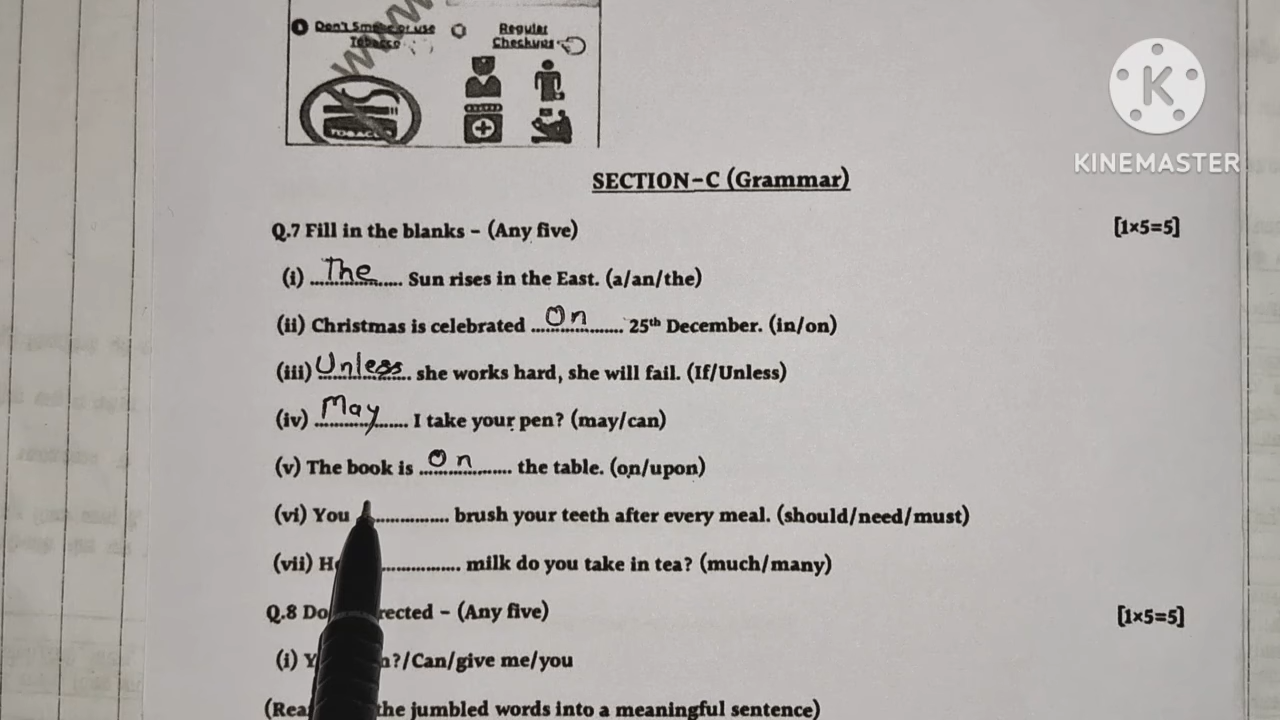 Don't Smoke or use Regular
Tobacco Checkups
TOBACCO
KINEMASTER
SECTION-C (Grammar)
Q.7 Fill in the blanks - (Any five) [1×5=5]
(i) The Sun rises in the East. (a/an/the)
(ii) Christmas is celebrated On 25th December. (in/on)
(iii) Unless she works hard, she will fail. (If/Unless)
(iv) May I take your pen? (may/can)
(v) The book is On the table. (on/upon)
(vi) You ............... brush your teeth after every meal. (should/need/must)
(vii) ............... milk do you take in tea? (much/many)
Q.8 (Any five) [1×5=5]
(i) ?/Can/give me/you
the jumbled words into a meaningful sentence)